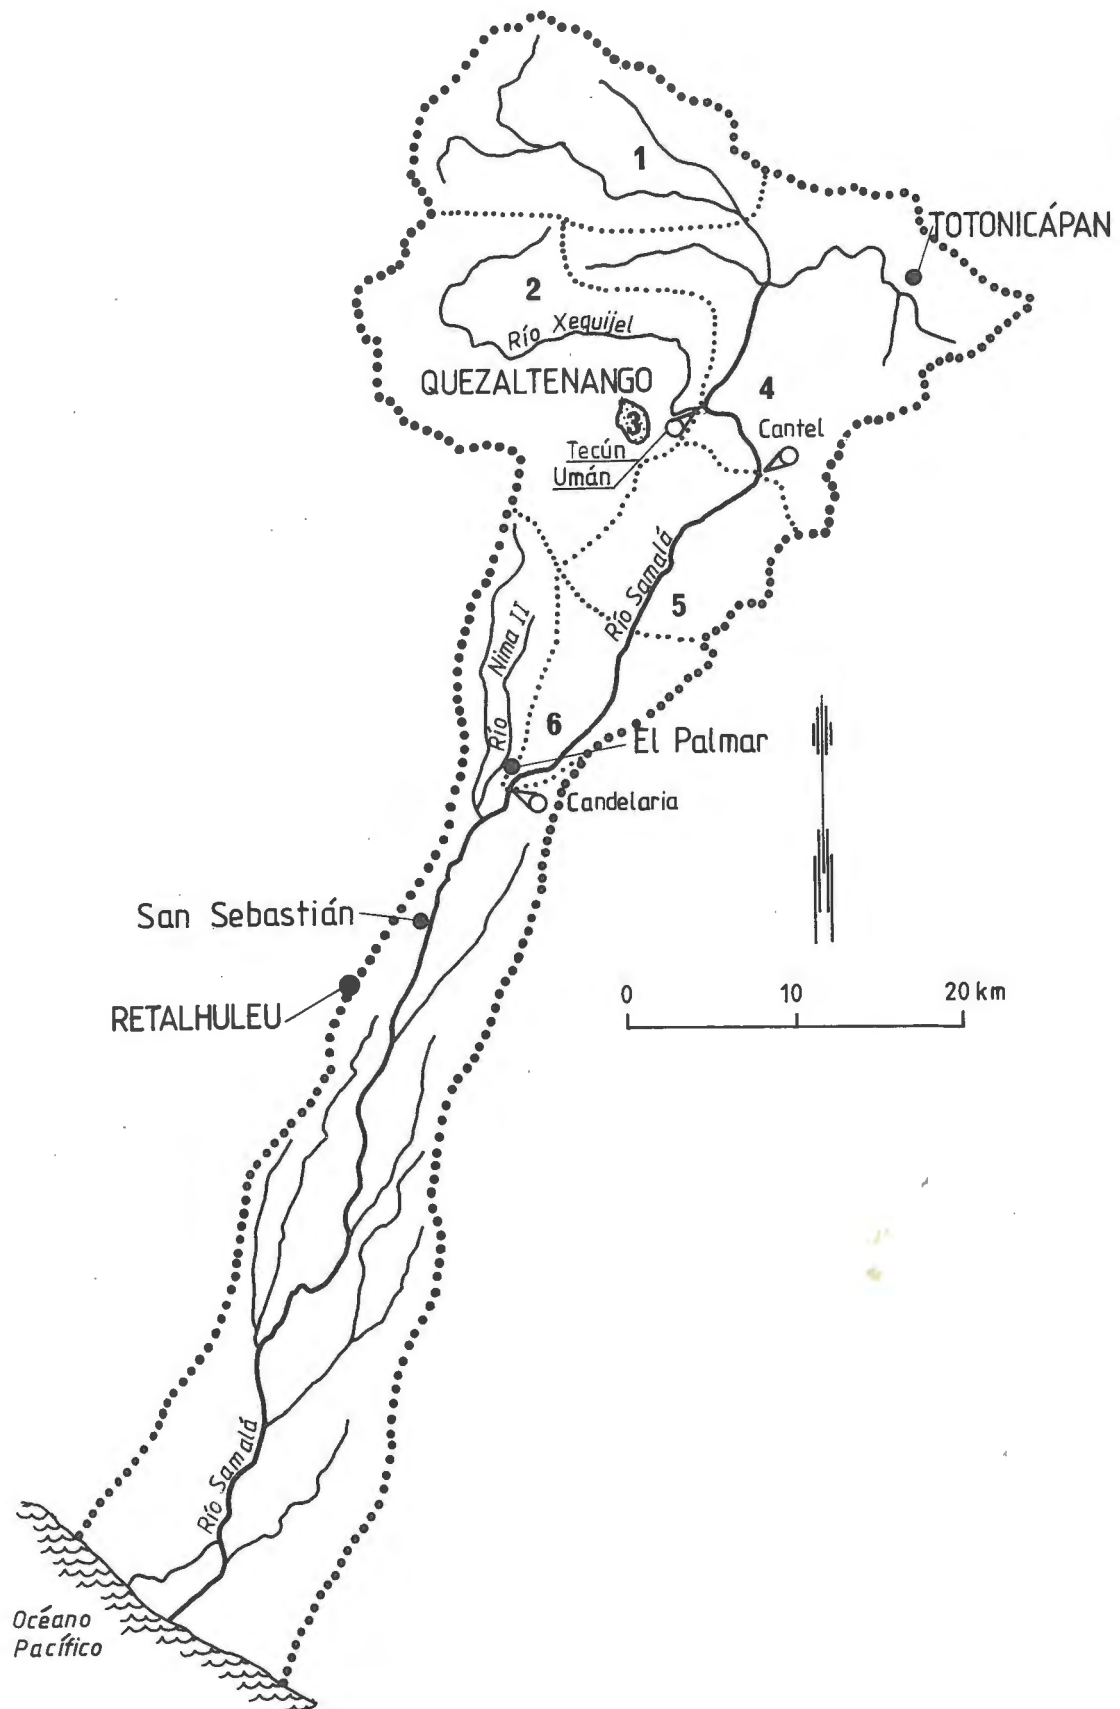 1
TOTONICÁPAN
2
Río Xequijel
QUEZALTENANGO
4
3
Cantel
Tecún
Umán
Río Samalá
5
Nima II
Río
6
El Palmar
Candelaria
San Sebastián
0 10 20 km
RETALHULEU
Río Samalá
Océano
Pacífico